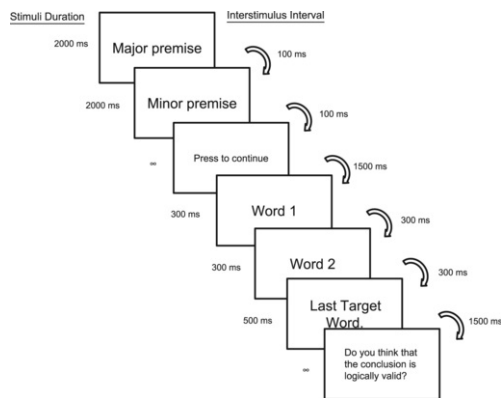 Stimuli Duration
Interstimulus Interval
2000 ms
Major premise
100 ms
2000 ms
Minor premise
100 ms
∞
Press to continue
1500 ms
300 ms
Word 1
300 ms
300 ms
Word 2
300 ms
500 ms
Last Target
Word.
1500 ms
∞
Do you think that
the conclusion is
logically valid?